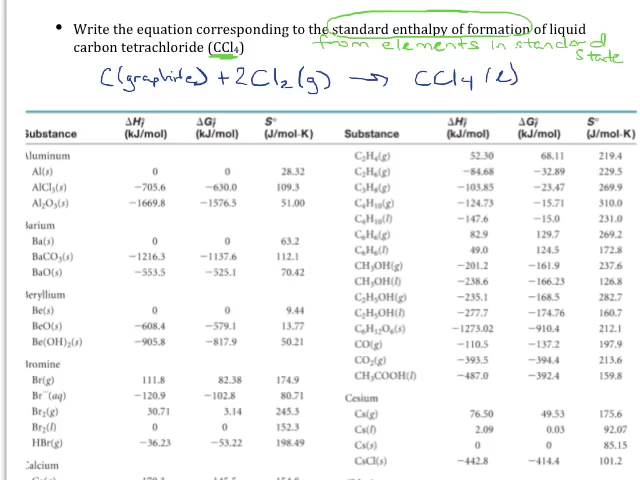 • Write the equation corresponding to the standard enthalpy of formation of liquid
carbon tetrachloride (CCl₄)
from elements in standard
state
C(graphite) + 2Cl₂(g) → CCl₄(l)
Substance ΔH°f (kJ/mol) ΔG°f (kJ/mol) S° (J/mol-K) Substance ΔH°f (kJ/mol) ΔG°f (kJ/mol) S° (J/mol-K)
Aluminum C₂H₄(g) 52.30 68.11 219.4
Al(s) 0 0 28.32 C₂H₆(g) −84.68 −32.89 229.5
AlCl₃(s) −705.6 −630.0 109.3 C₃H₈(g) −103.85 −23.47 269.9
Al₂O₃(s) −1669.8 −1576.5 51.00 C₄H₁₀(g) −124.73 −15.71 310.0
C₄H₁₀(l) −147.6 −15.0 231.0
Barium C₆H₆(g) 82.9 129.7 269.2
Ba(s) 0 0 63.2 C₆H₆(l) 49.0 124.5 172.8
BaCO₃(s) −1216.3 −1137.6 112.1 CH₃OH(g) −201.2 −161.9 237.6
BaO(s) −553.5 −525.1 70.42 CH₃OH(l) −238.6 −166.23 126.8
Beryllium C₂H₅OH(g) −235.1 −168.5 282.7
Be(s) 0 0 9.44 C₂H₅OH(l) −277.7 −174.76 160.7
BeO(s) −608.4 −579.1 13.77 C₆H₁₂O₆(s) −1273.02 −910.4 212.1
Be(OH)₂(s) −905.8 −817.9 50.21 CO(g) −110.5 −137.2 197.9
CO₂(g) −393.5 −394.4 213.6
Bromine CH₃COOH(l) −487.0 −392.4 159.8
Br(g) 111.8 82.38 174.9
Br⁻(aq) −120.9 −102.8 80.71 Cesium
Br₂(g) 30.71 3.14 245.3 Cs(g) 76.50 49.53 175.6
Br₂(l) 0 0 152.3 Cs(l) 2.09 0.03 92.07
HBr(g) −36.23 −53.22 198.49 Cs(s) 0 0 85.15
CsCl(s) −442.8 −414.4 101.2
Calcium